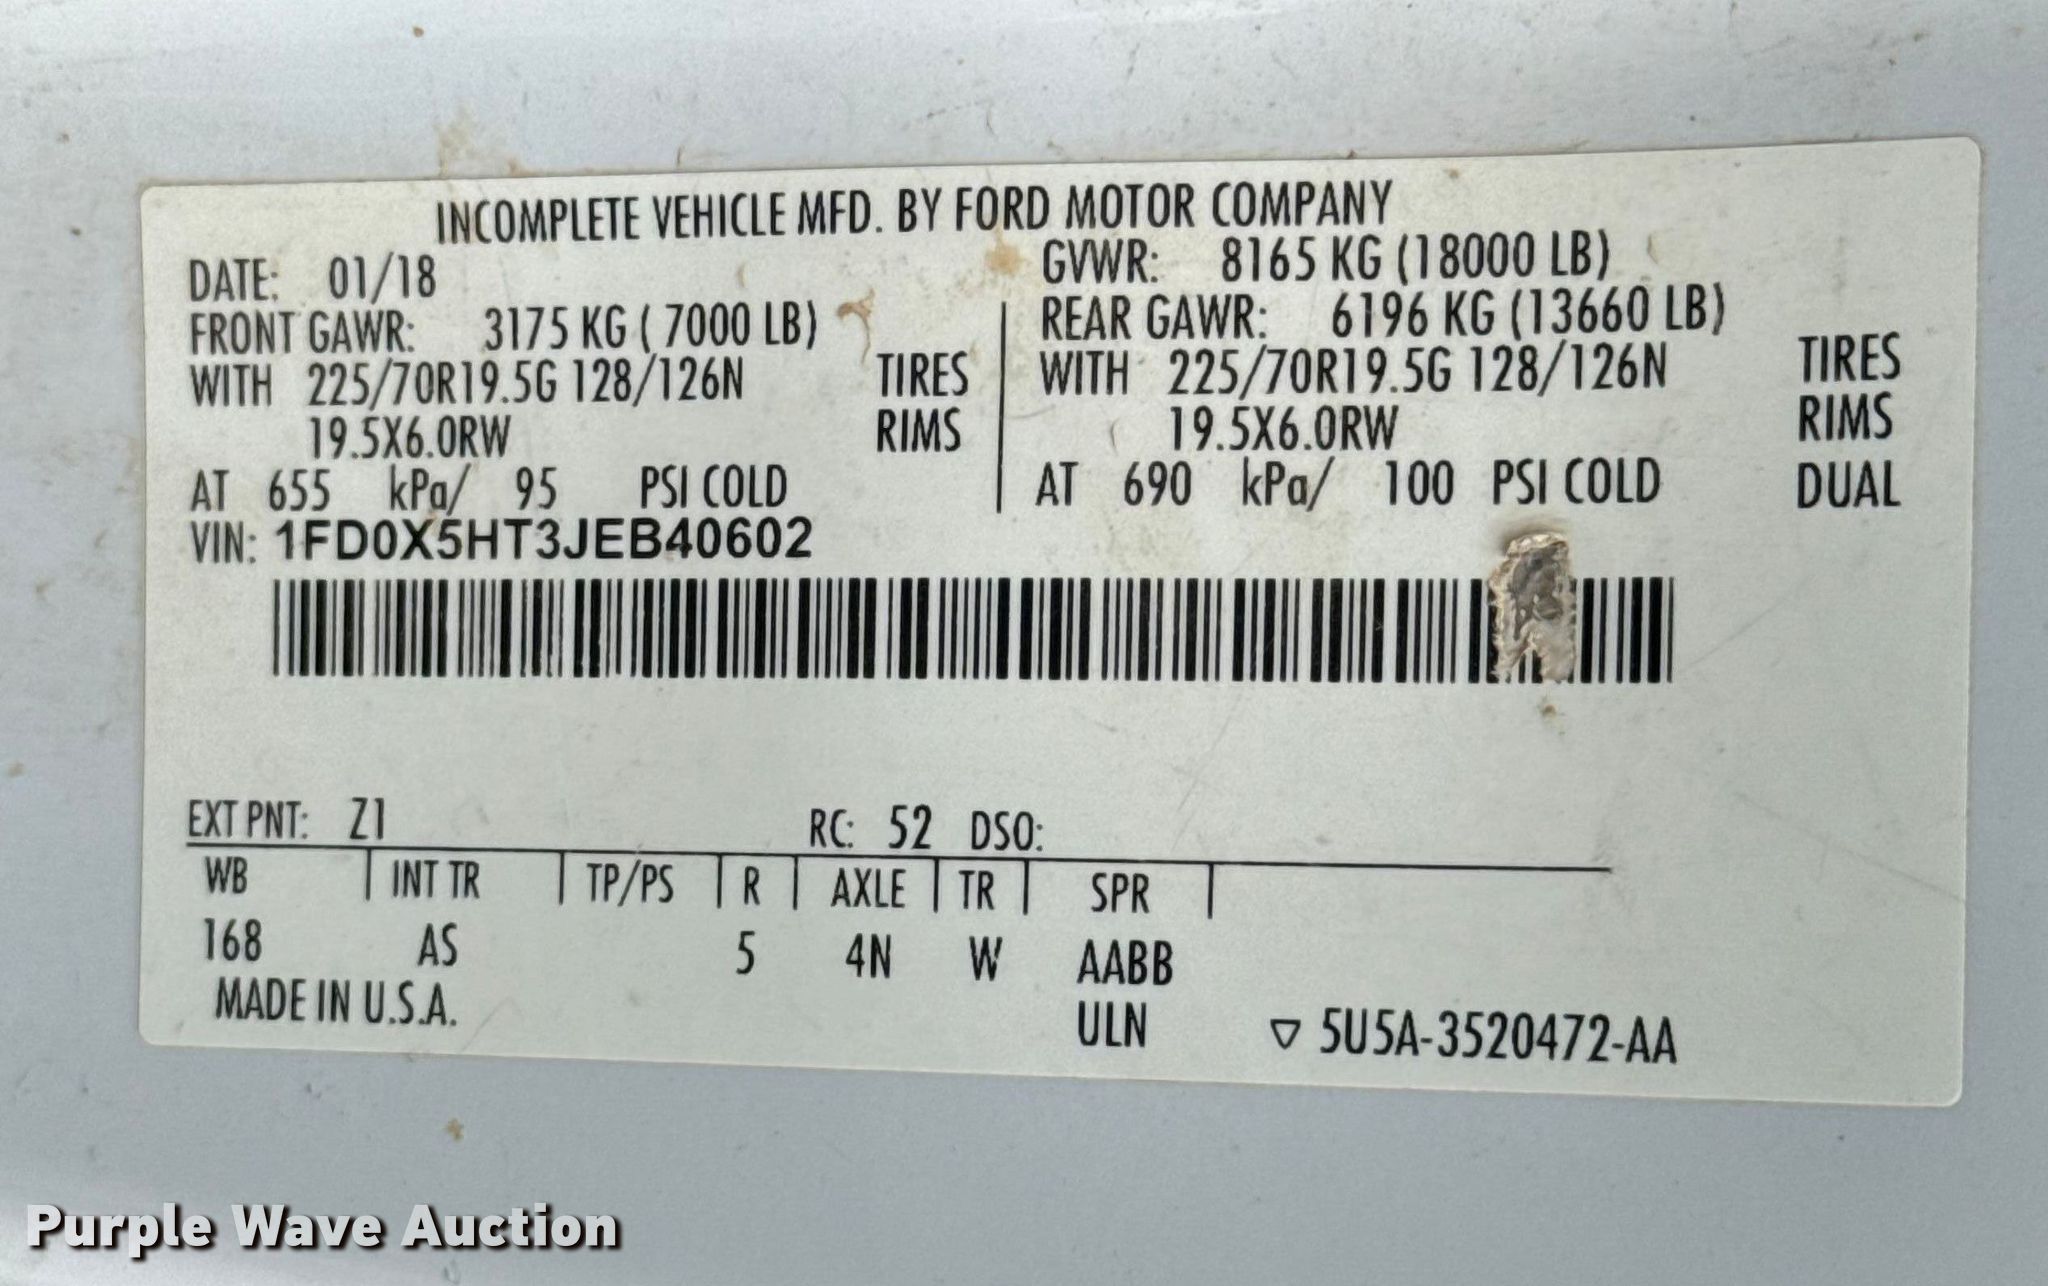 INCOMPLETE VEHICLE MFD. BY FORD MOTOR COMPANY
DATE: 01/18 GVWR: 8165 KG (18000 LB)
FRONT GAWR: 3175 KG ( 7000 LB) REAR GAWR: 6196 KG (13660 LB)
WITH 225/70R19.5G 128/126N TIRES WITH 225/70R19.5G 128/126N TIRES
19.5X6.0RW RIMS 19.5X6.0RW RIMS
AT 655 kPa/ 95 PSI COLD AT 690 kPa/ 100 PSI COLD DUAL
VIN: 1FD0X5HT3JEB40602
EXT PNT: Z1 RC: 52 DSO:
WB INT TR TP/PS R AXLE TR SPR
168 AS 5 4N W AABB
MADE IN U.S.A. ULN ▽ 5U5A-3520472-AA
Purple Wave Auction